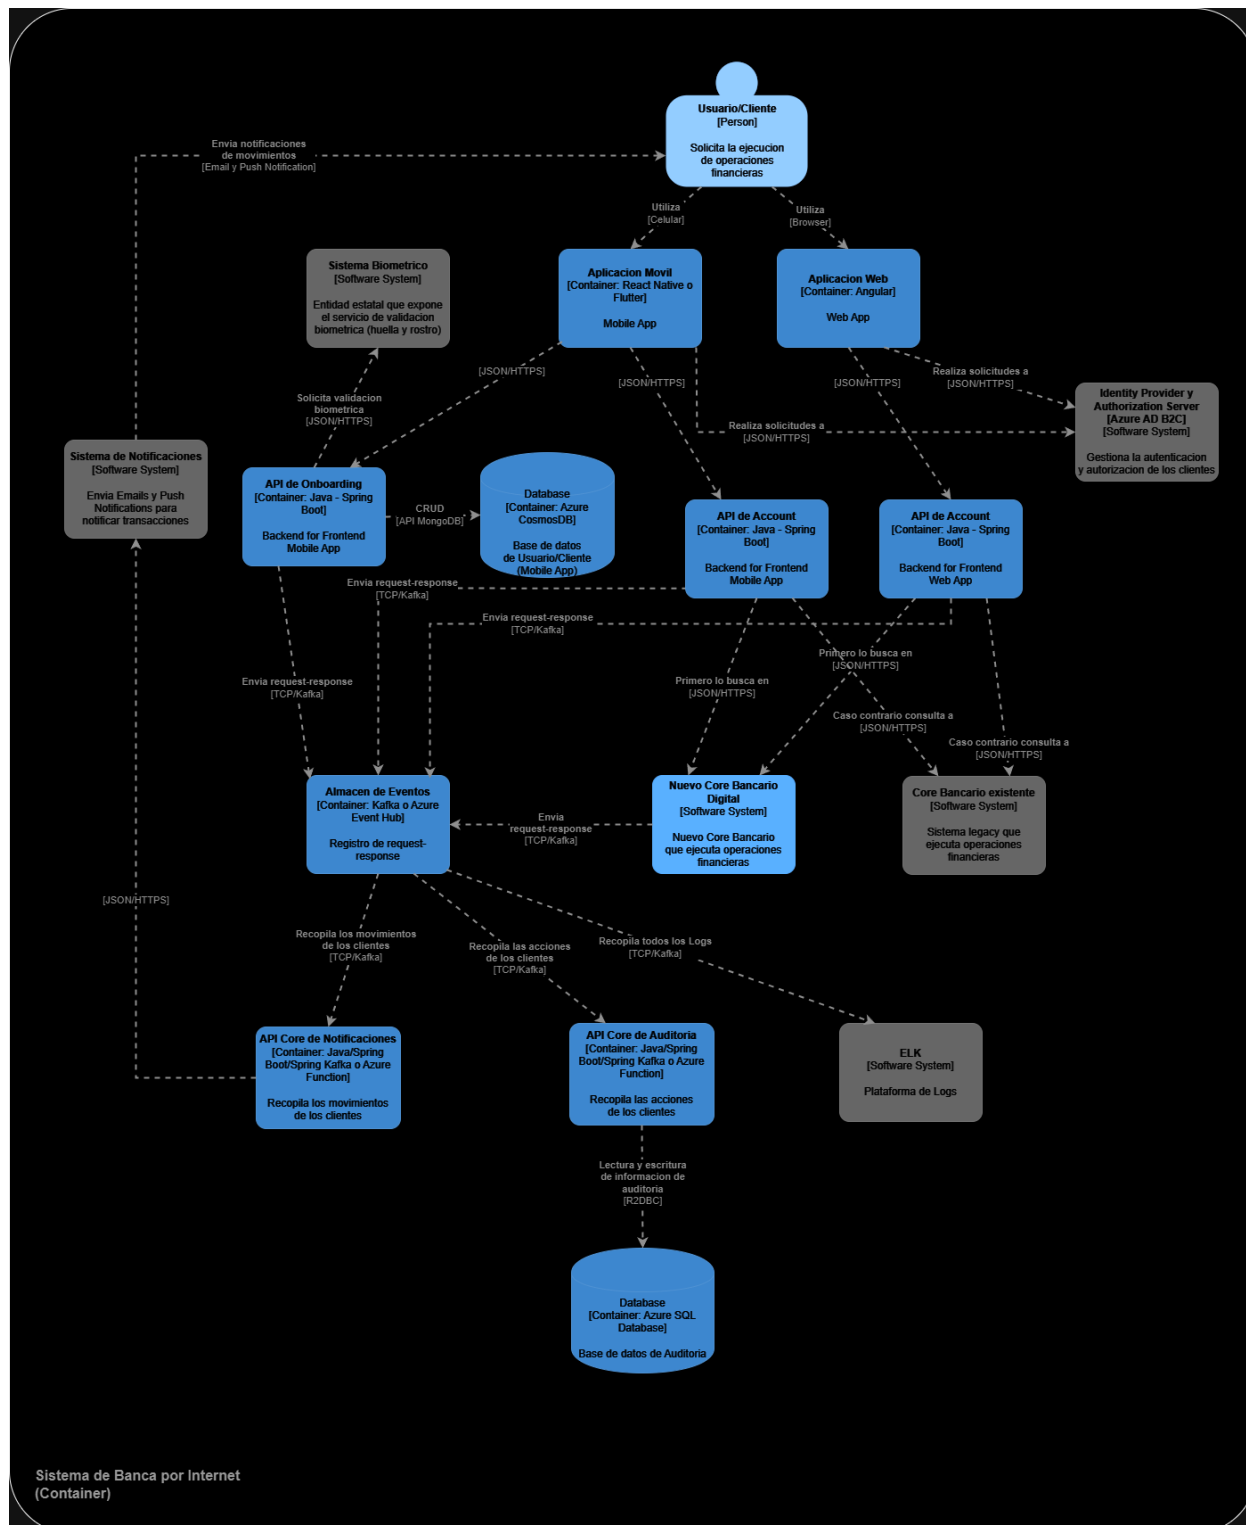 Usuario/Cliente
[Person]
Solicita la ejecucion
de operaciones
financieras
Envia notificaciones
de movimientos
[Email y Push Notification]
Utiliza
[Celular]
Utiliza
[Browser]
Sistema Biometrico
[Software System]
Entidad estatal que expone
el servicio de validacion
biometrica (huella y rostro)
Aplicacion Movil
[Container: React Native o
Flutter]
Mobile App
Aplicacion Web
[Container: Angular]
Web App
[JSON/HTTPS]
[JSON/HTTPS]
[JSON/HTTPS]
Realiza solicitudes a
[JSON/HTTPS]
Solicita validacion
biometrica
[JSON/HTTPS]
Realiza solicitudes a
[JSON/HTTPS]
Identity Provider y
Authorization Server
[Azure AD B2C]
[Software System]
Gestiona la autenticacion
y autorizacion de los clientes
Sistema de Notificaciones
[Software System]
Envia Emails y Push
Notifications para
notificar transacciones
API de Onboarding
[Container: Java - Spring
Boot]
Backend for Frontend
Mobile App
CRUD
[API MongoDB]
Database
[Container: Azure
CosmosDB]
Base de datos
de Usuario/Cliente
(Mobile App)
API de Account
[Container: Java - Spring
Boot]
Backend for Frontend
Mobile App
API de Account
[Container: Java - Spring
Boot]
Backend for Frontend
Web App
Envia request-response
[TCP/Kafka]
Envia request-response
[TCP/Kafka]
Envia request-response
[TCP/Kafka]
Primero lo busca en
[JSON/HTTPS]
Primero lo busca en
[JSON/HTTPS]
Caso contrario consulta a
[JSON/HTTPS]
Caso contrario consulta a
[JSON/HTTPS]
Almacen de Eventos
[Container: Kafka o Azure
Event Hub]
Registro de request-
response
Envia
request-response
[TCP/Kafka]
Nuevo Core Bancario
Digital
[Software System]
Nuevo Core Bancario
que ejecuta operaciones
financieras
Core Bancario existente
[Software System]
Sistema legacy que
ejecuta operaciones
financieras
[JSON/HTTPS]
Recopila los movimientos
de los clientes
[TCP/Kafka]
Recopila las acciones
de los clientes
[TCP/Kafka]
Recopila todos los Logs
[TCP/Kafka]
API Core de Notificaciones
[Container: Java/Spring
Boot/Spring Kafka o Azure
Function]
Recopila los movimientos
de los clientes
API Core de Auditoria
[Container: Java/Spring
Boot/Spring Kafka o Azure
Function]
Recopila las acciones
de los clientes
ELK
[Software System]
Plataforma de Logs
Lectura y escritura
de informacion de
auditoria
[R2DBC]
Database
[Container: Azure SQL
Database]
Base de datos de Auditoria
Sistema de Banca por Internet
(Container)